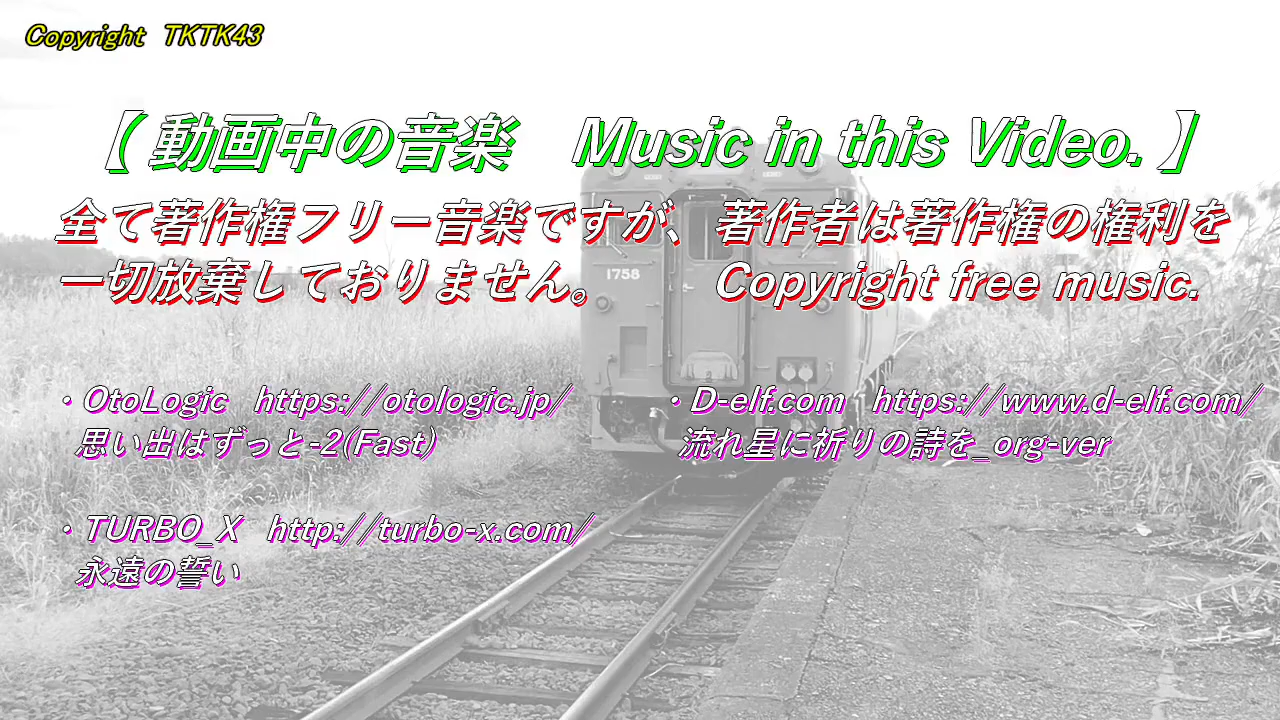 Copyright TKTK43
【 動画中の音楽　Music in this Video. 】
全て著作権フリー音楽ですが、著作者は著作権の権利を
一切放棄しておりません。　Copyright free music.
1758
・OtoLogic　https://otologic.jp/
思い出はずっと-2(Fast)
・D-elf.com　https://www.d-elf.com/
流れ星に祈りの詩を_org-ver
・TURBO_X　http://turbo-x.com/
永遠の誓い